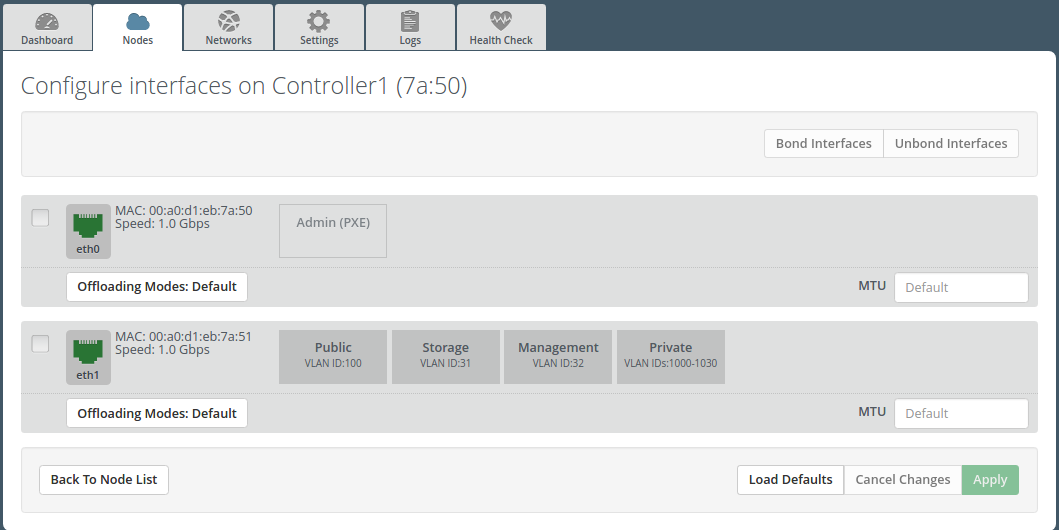 Dashboard
Nodes
Networks
Settings
Logs
Health Check
Configure interfaces on Controller1 (7a:50)
Bond Interfaces
Unbond Interfaces
MAC: 00:a0:d1:eb:7a:50
Speed: 1.0 Gbps
eth0
Admin (PXE)
Offloading Modes: Default
MTU
Default
MAC: 00:a0:d1:eb:7a:51
Speed: 1.0 Gbps
eth1
Public
VLAN ID:100
Storage
VLAN ID:31
Management
VLAN ID:32
Private
VLAN IDs:1000-1030
Offloading Modes: Default
MTU
Default
Back To Node List
Load Defaults
Cancel Changes
Apply